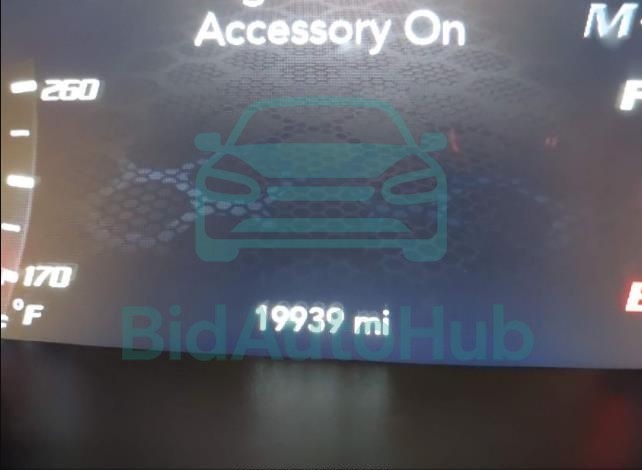 Accessory On
M
260
F
170
°F
E
19939 mi
BidAutoHub